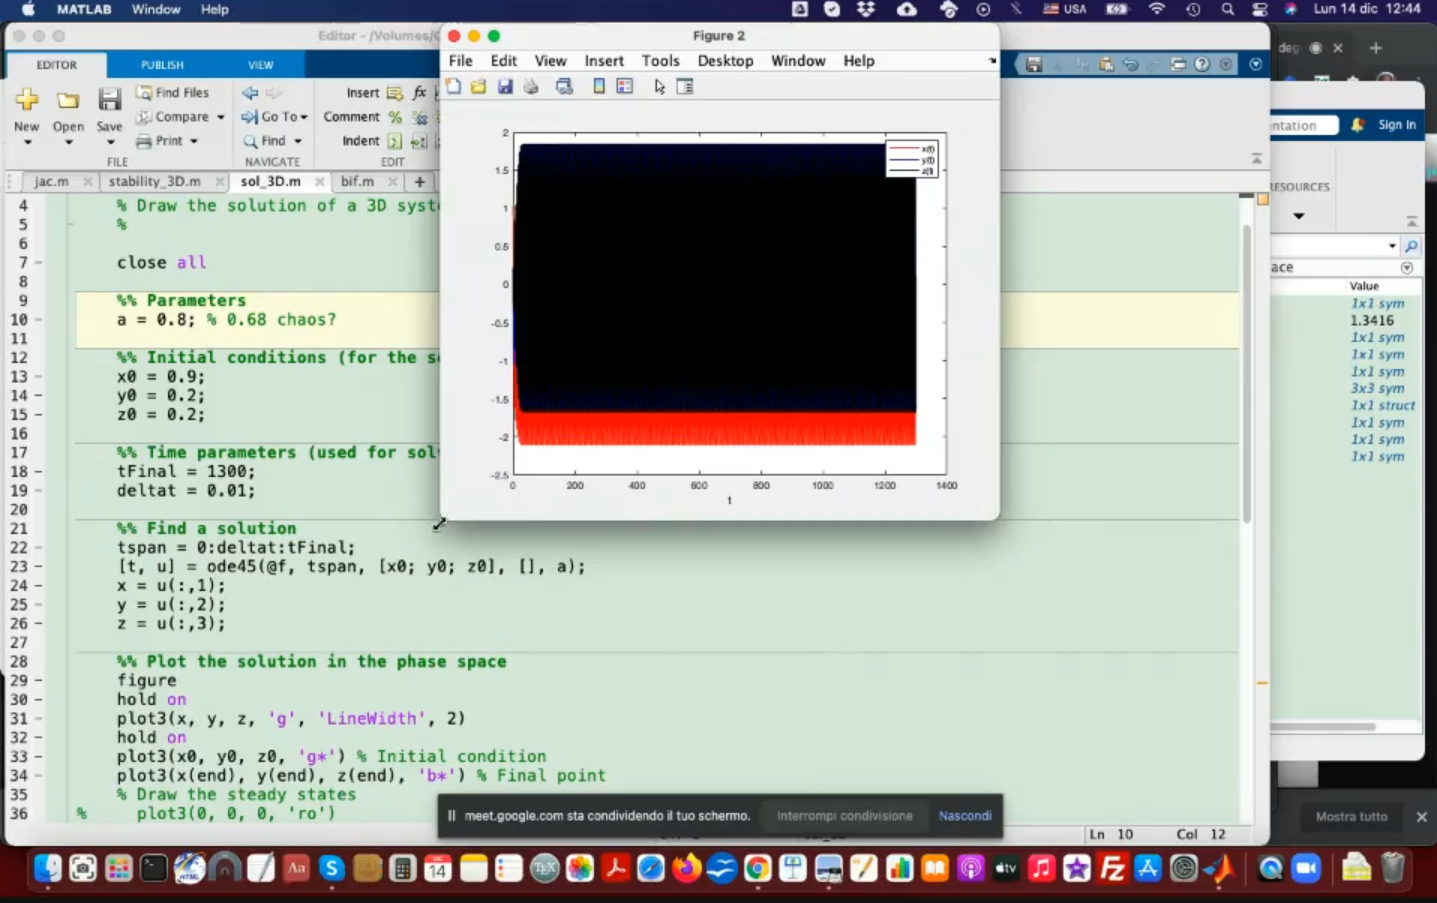 MATLAB Window Help USA Lun 14 dic 12:44
Editor - /Volumes/
Figure 2
File Edit View Insert Tools Desktop Window Help
EDITOR PUBLISH VIEW
New Open Save
Find Files
Compare
Print
Go To
Find
Insert fx
Comment %
Indent
FILE NAVIGATE EDIT
jac.m stability_3D.m sol_3D.m bif.m +
Sign In
Value
1x1 sym
1.3416
1x1 sym
1x1 sym
1x1 sym
3x3 sym
1x1 struct
1x1 sym
1x1 sym
1x1 sym
2
1.5
1
0.5
0
-0.5
-1
-1.5
-2
-2.5
0 200 400 600 800 1000 1200 1400
t
x(t)
y(t)
z(t)
4 % Draw the solution of a 3D syst
5 %
6
7 close all
8
9 %% Parameters
10 a = 0.8; % 0.68 chaos?
11
12 %% Initial conditions (for the s
13 x0 = 0.9;
14 y0 = 0.2;
15 z0 = 0.2;
16
17 %% Time parameters (used for sol
18 tFinal = 1300;
19 deltat = 0.01;
20
21 %% Find a solution
22 tspan = 0:deltat:tFinal;
23 [t, u] = ode45(@f, tspan, [x0; y0; z0], [], a);
24 x = u(:,1);
25 y = u(:,2);
26 z = u(:,3);
27
28 %% Plot the solution in the phase space
29 figure
30 hold on
31 plot3(x, y, z, 'g', 'LineWidth', 2)
32 hold on
33 plot3(x0, y0, z0, 'g*') % Initial condition
34 plot3(x(end), y(end), z(end), 'b*') % Final point
35 % Draw the steady states
36 % plot3(0, 0, 0, 'ro')
meet.google.com sta condividendo il tuo schermo. Interrompi condivisione Nascondi
Ln 10 Col 12
Mostra tutto